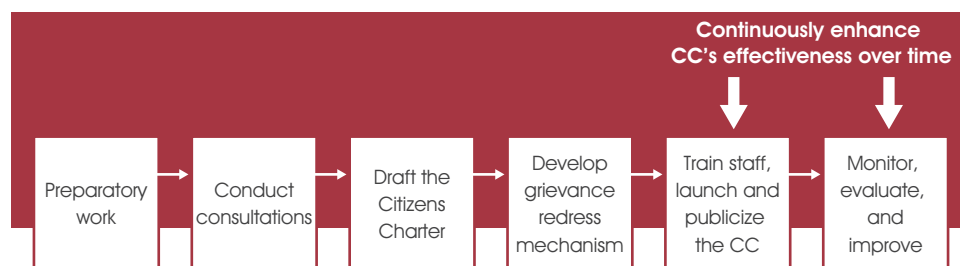 Continuously enhance
CC's effectiveness over time
Preparatory
work
Conduct
consultations
Draft the
Citizens
Charter
Develop
grievance
redress
mechanism
Train staff,
launch and
publicize
the CC
Monitor,
evaluate,
and
improve